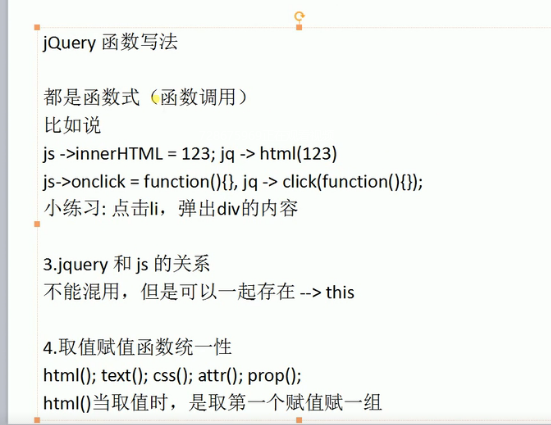 jQuery 函数写法
都是函数式（函数调用）
比如说
js ->innerHTML = 123; jq -> html(123)
js->onclick = function(){}, jq -> click(function(){});
小练习: 点击li，弹出div的内容
3.jquery 和 js 的关系
不能混用，但是可以一起存在 --> this
4.取值赋值函数统一性
html(); text(); css(); attr(); prop();
html()当取值时，是取第一个赋值赋一组